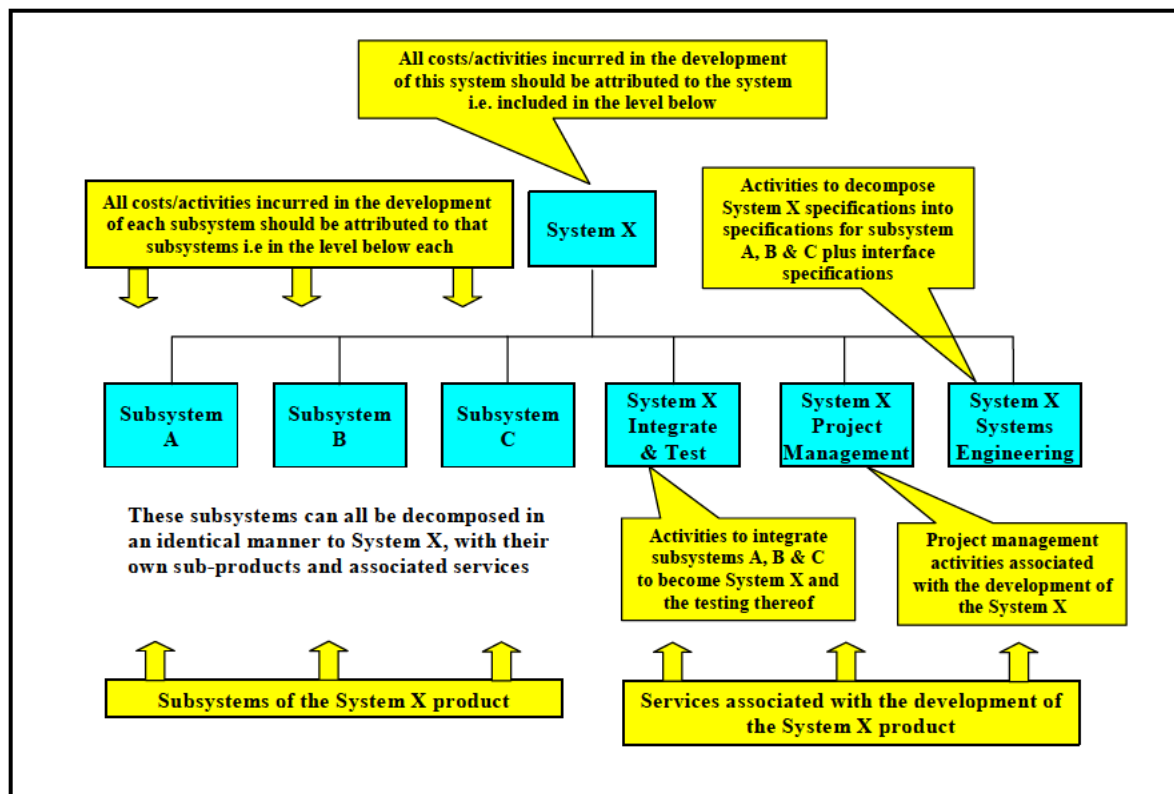 All costs/activities incurred in the development
of this system should be attributed to the system
i.e. included in the level below
All costs/activities incurred in the development
of each subsystem should be attributed to that
subsystems i.e in the level below each
System X
Activities to decompose
System X specifications into
specifications for subsystem
A, B & C plus interface
specifications
Subsystem
A
Subsystem
B
Subsystem
C
System X
Integrate
& Test
System X
Project
Management
System X
Systems
Engineering
These subsystems can all be decomposed in
an identical manner to System X, with their
own sub-products and associated services
Activities to integrate
subsystems A, B & C
to become System X and
the testing thereof
Project management
activities associated
with the development of
the System X
Subsystems of the System X product
Services associated with the development of
the System X product